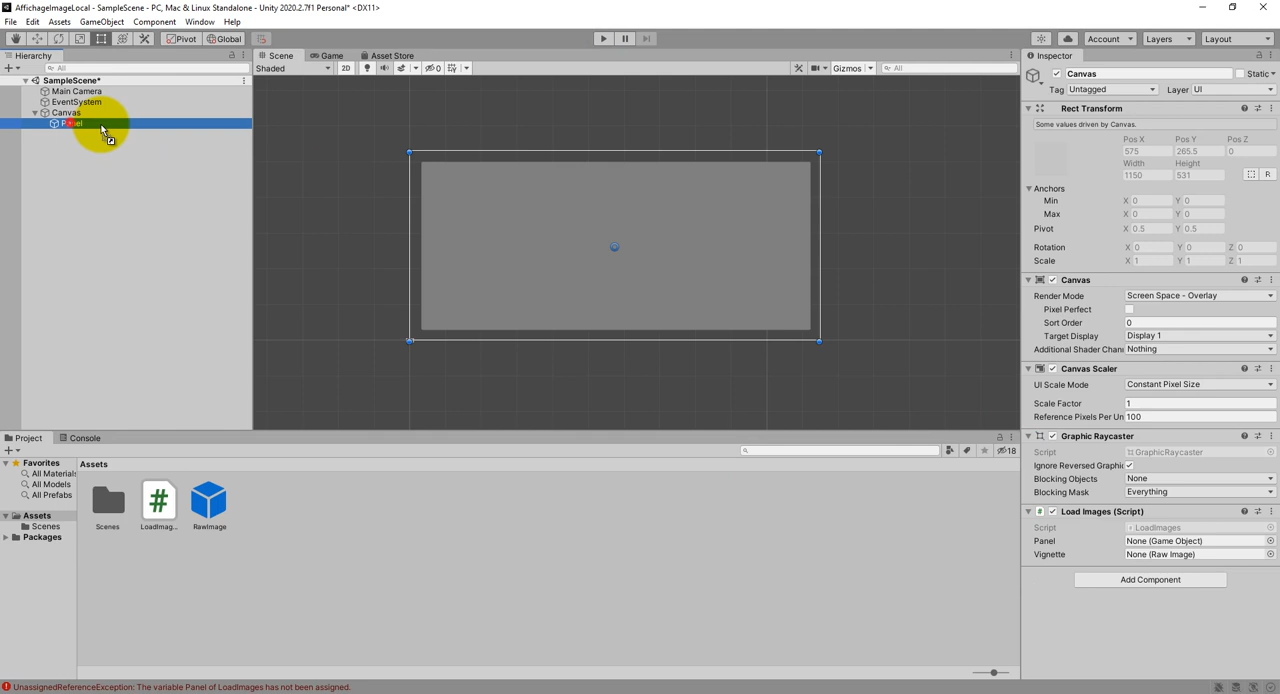 AffichageImageLocal - SampleScene - PC, Mac & Linux Standalone - Unity 2020.2.7f1 Personal* <DX11>
File Edit Assets GameObject Component Window Help
Pivot Global Account Layers Layout
Hierarchy
All
SampleScene*
Main Camera
EventSystem
Canvas
Scene Game Asset Store
Shaded 2D 0 Gizmos All
Inspector
Canvas Static
Tag Untagged Layer UI
Rect Transform
Some values driven by Canvas.
Pos X Pos Y Pos Z
575 265.5 0
Width Height
1150 531
R
Anchors
Min X 0 Y 0
Max X 0 Y 0
Pivot X 0.5 Y 0.5
Rotation X 0 Y 0 Z 0
Scale X 1 Y 1 Z 1
Canvas
Render Mode Screen Space - Overlay
Pixel Perfect
Sort Order 0
Target Display Display 1
Additional Shader Chan Nothing
Canvas Scaler
UI Scale Mode Constant Pixel Size
Scale Factor 1
Reference Pixels Per Un 100
Graphic Raycaster
Script GraphicRaycaster
Ignore Reversed Graphic
Blocking Objects None
Blocking Mask Everything
# Load Images (Script)
Script LoadImages
Panel None (Game Object)
Vignette None (Raw Image)
Add Component
Project Console
18
Favorites
All Materials
All Models
All Prefabs
Assets
Scenes
Packages
Assets
#
Scenes LoadImag... RawImage
UnassignedReferenceException: The variable Panel of LoadImages has not been assigned.